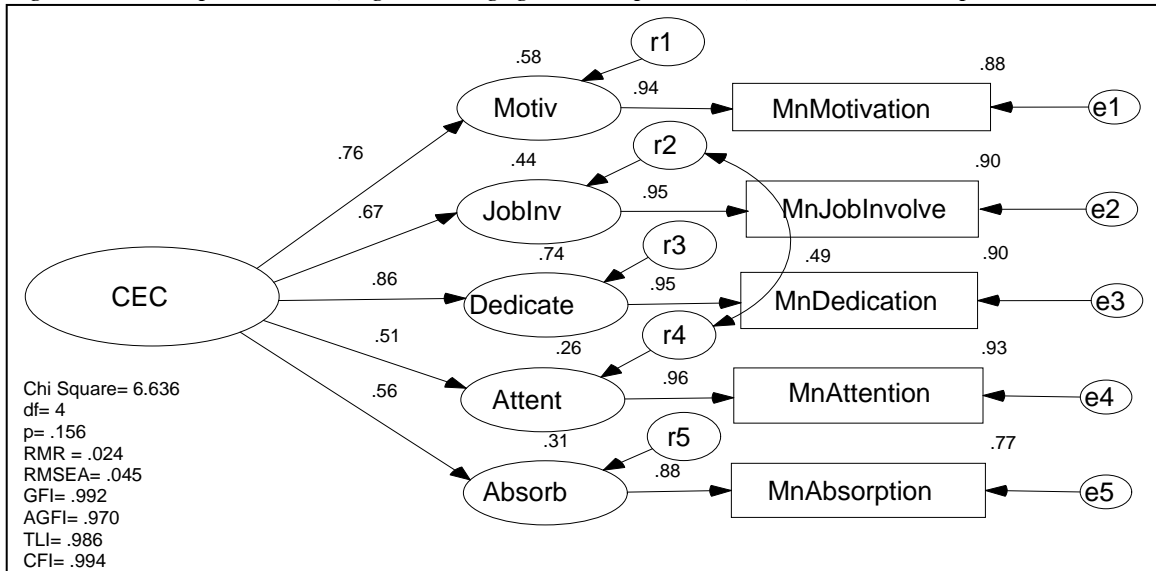 r1
.58
.88
.94
Motiv
MnMotivation
e1
r2
.76
.44
.90
.95
.67
JobInv
MnJobInvolve
e2
r3
.74
.49
.90
.86
.95
CEC
Dedicate
MnDedication
e3
r4
.51
.26
.93
.96
Chi Square= 6.636
df= 4
p= .156
RMR = .024
RMSEA= .045
GFI= .992
AGFI= .970
TLI= .986
CFI= .994
.56
Attent
MnAttention
e4
r5
.31
.77
.88
Absorb
MnAbsorption
e5